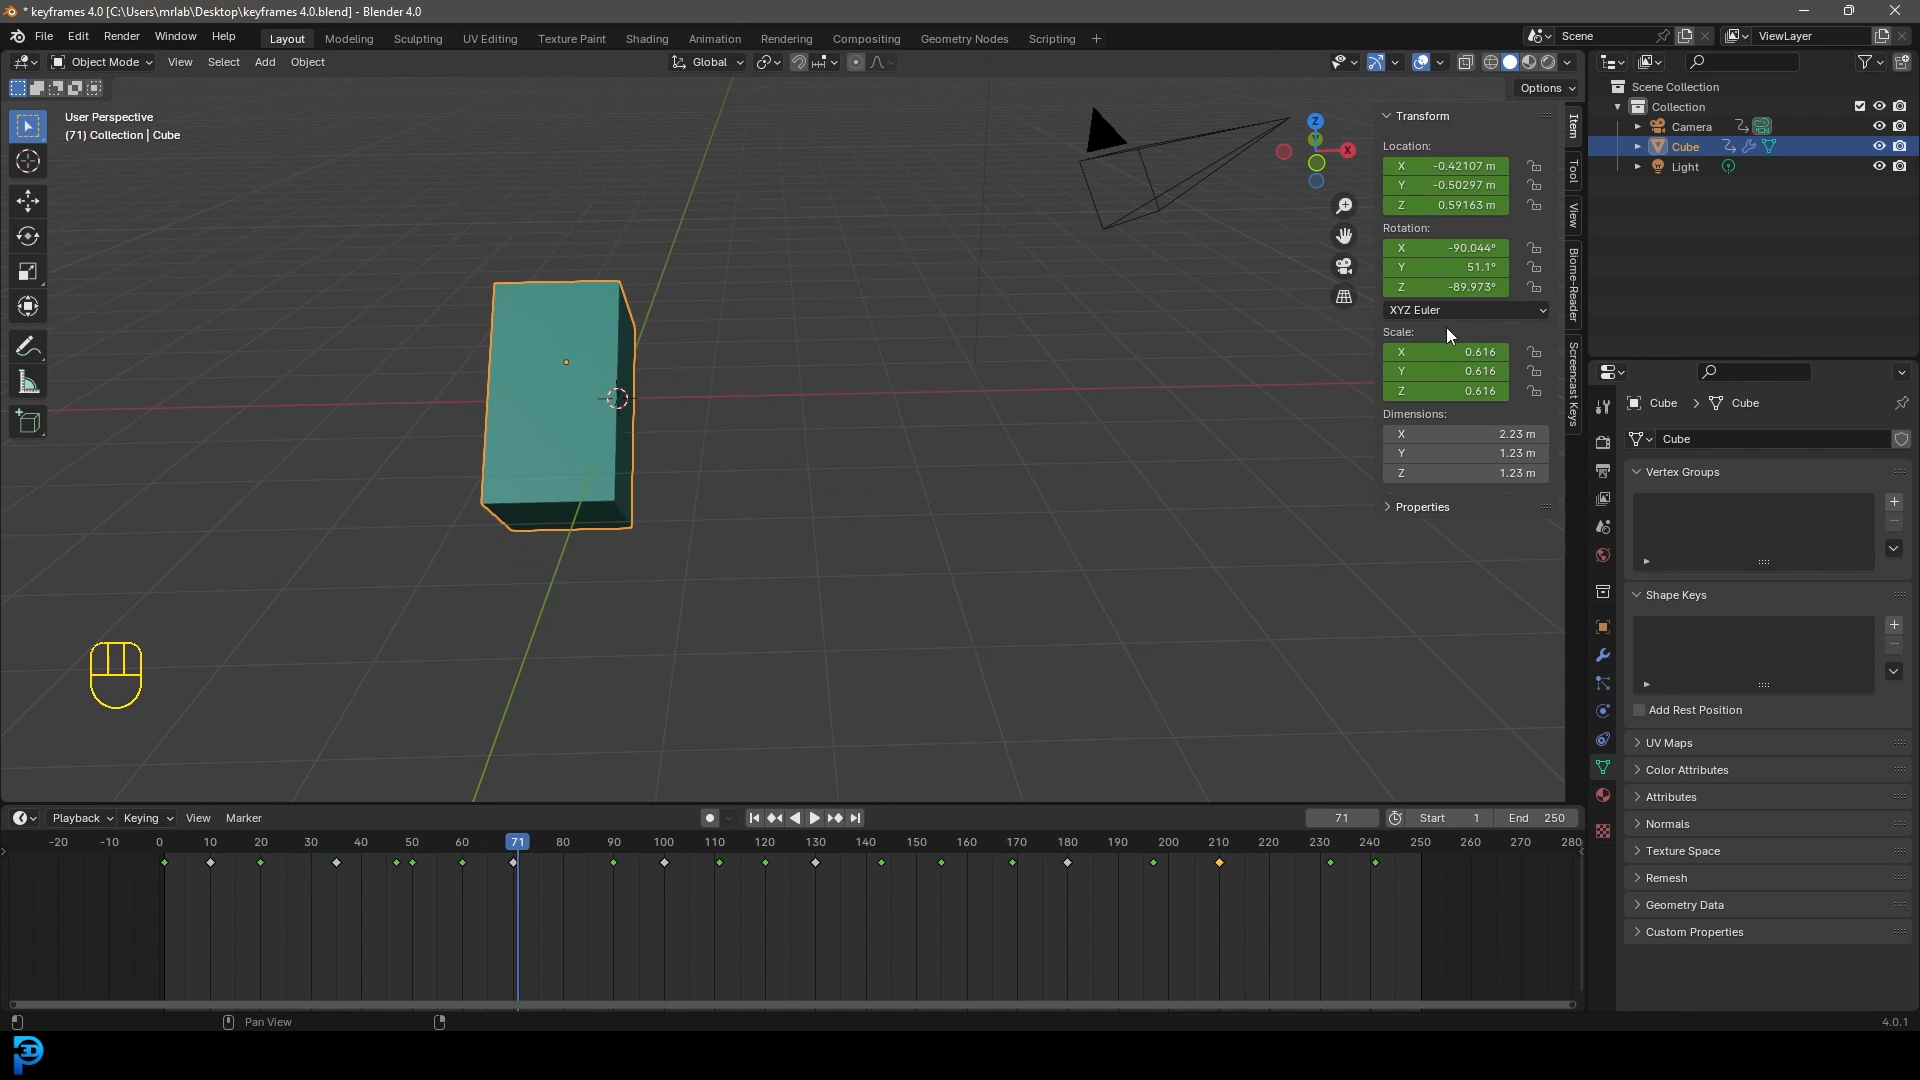 * keyframes 4.0 [C:\Users\mrlab\Desktop\keyframes 4.0.blend] - Blender 4.0
File Edit Render Window Help Layout Modeling Sculpting UV Editing Texture Paint Shading Animation Rendering Compositing Geometry Nodes Scripting + Scene ViewLayer
Object Mode View Select Add Object Global
Options
User Perspective
(71) Collection | Cube
Z
Y
X
Transform
Location:
X -0.42107 m
Y -0.50297 m
Z 0.59163 m
Rotation:
X -90.044°
Y 51.1°
Z -89.973°
XYZ Euler
Scale:
X 0.616
Y 0.616
Z 0.616
Dimensions:
X 2.23 m
Y 1.23 m
Z 1.23 m
Properties
Item
Tool
View
Biome-Reader
Screencast Keys
Scene Collection
Collection
Camera
Cube
Light
Cube > Cube
Cube
Vertex Groups
Shape Keys
Add Rest Position
UV Maps
Color Attributes
Attributes
Normals
Texture Space
Remesh
Geometry Data
Custom Properties
Playback Keying View Marker 71 Start 1 End 250
-20 -10 0 10 20 30 40 50 60 71 80 90 100 110 120 130 140 150 160 170 180 190 200 210 220 230 240 250 260 270 280
Pan View
4.0.1
3D